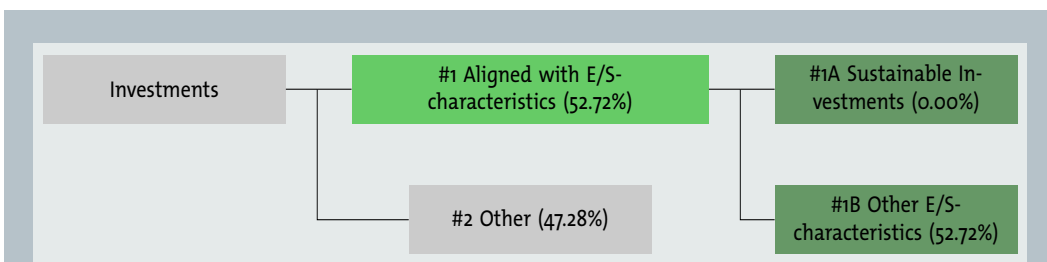 Investments
#1 Aligned with E/S-
characteristics (52.72%)
#1A Sustainable In-
vestments (0.00%)
#2 Other (47.28%)
#1B Other E/S-
characteristics (52.72%)